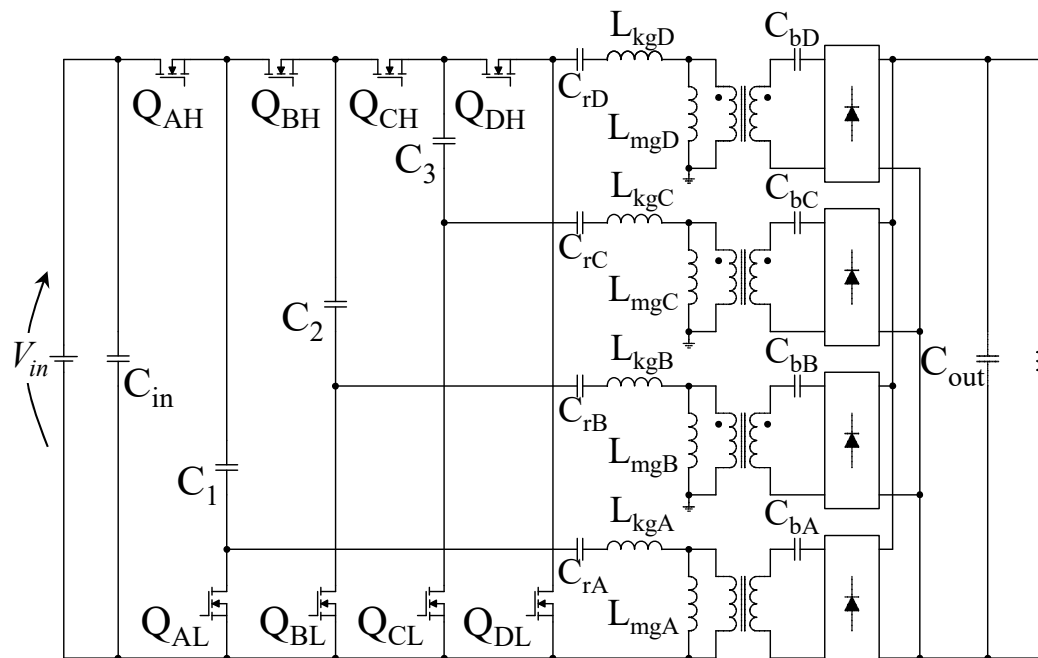 L_kgD
C_bD
Q_AH
Q_BH
Q_CH
Q_DH
C_rD
L_mgD
C_3
L_kgC
C_bC
C_rC
L_mgC
V_in
C_in
C_2
L_kgB
C_bB
C_out
C_rB
L_mgB
C_1
L_kgA
C_bA
C_rA
L_mgA
Q_AL
Q_BL
Q_CL
Q_DL